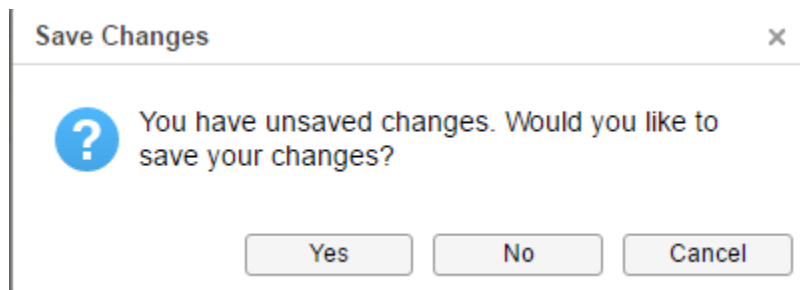 Save Changes
You have unsaved changes. Would you like to
save your changes?
Yes No Cancel